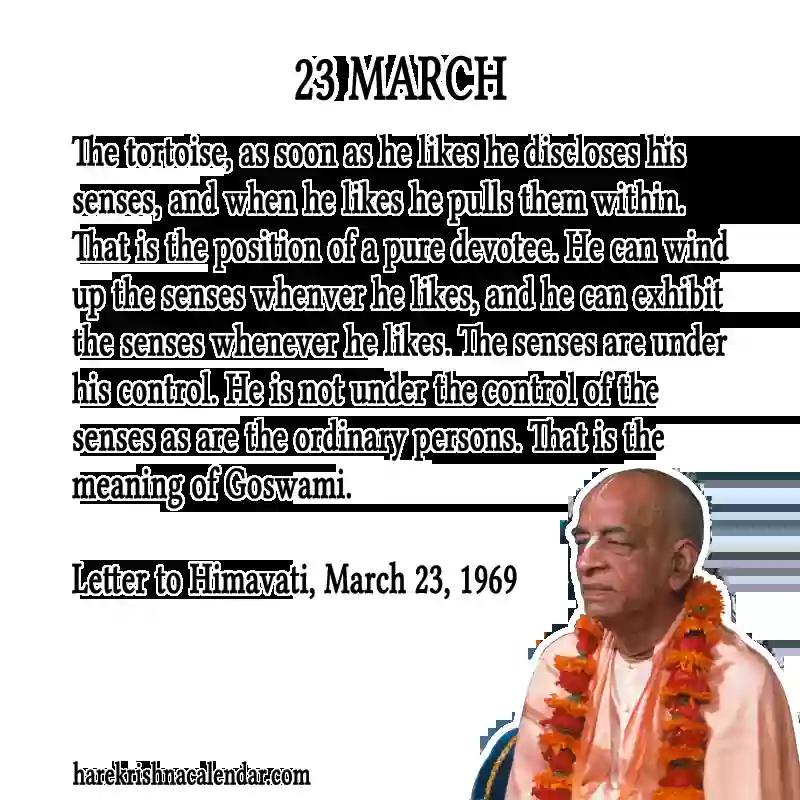 23 MARCH
The tortoise, as soon as he likes he discloses his
senses, and when he likes he pulls them within.
That is the position of a pure devotee. He can wind
up the senses whenver he likes, and he can exhibit
the senses whenever he likes. The senses are under
his control. He is not under the control of the
senses as are the ordinary persons. That is the
meaning of Goswami.
Letter to Himavati, March 23, 1969
harekrishnacalendar.com